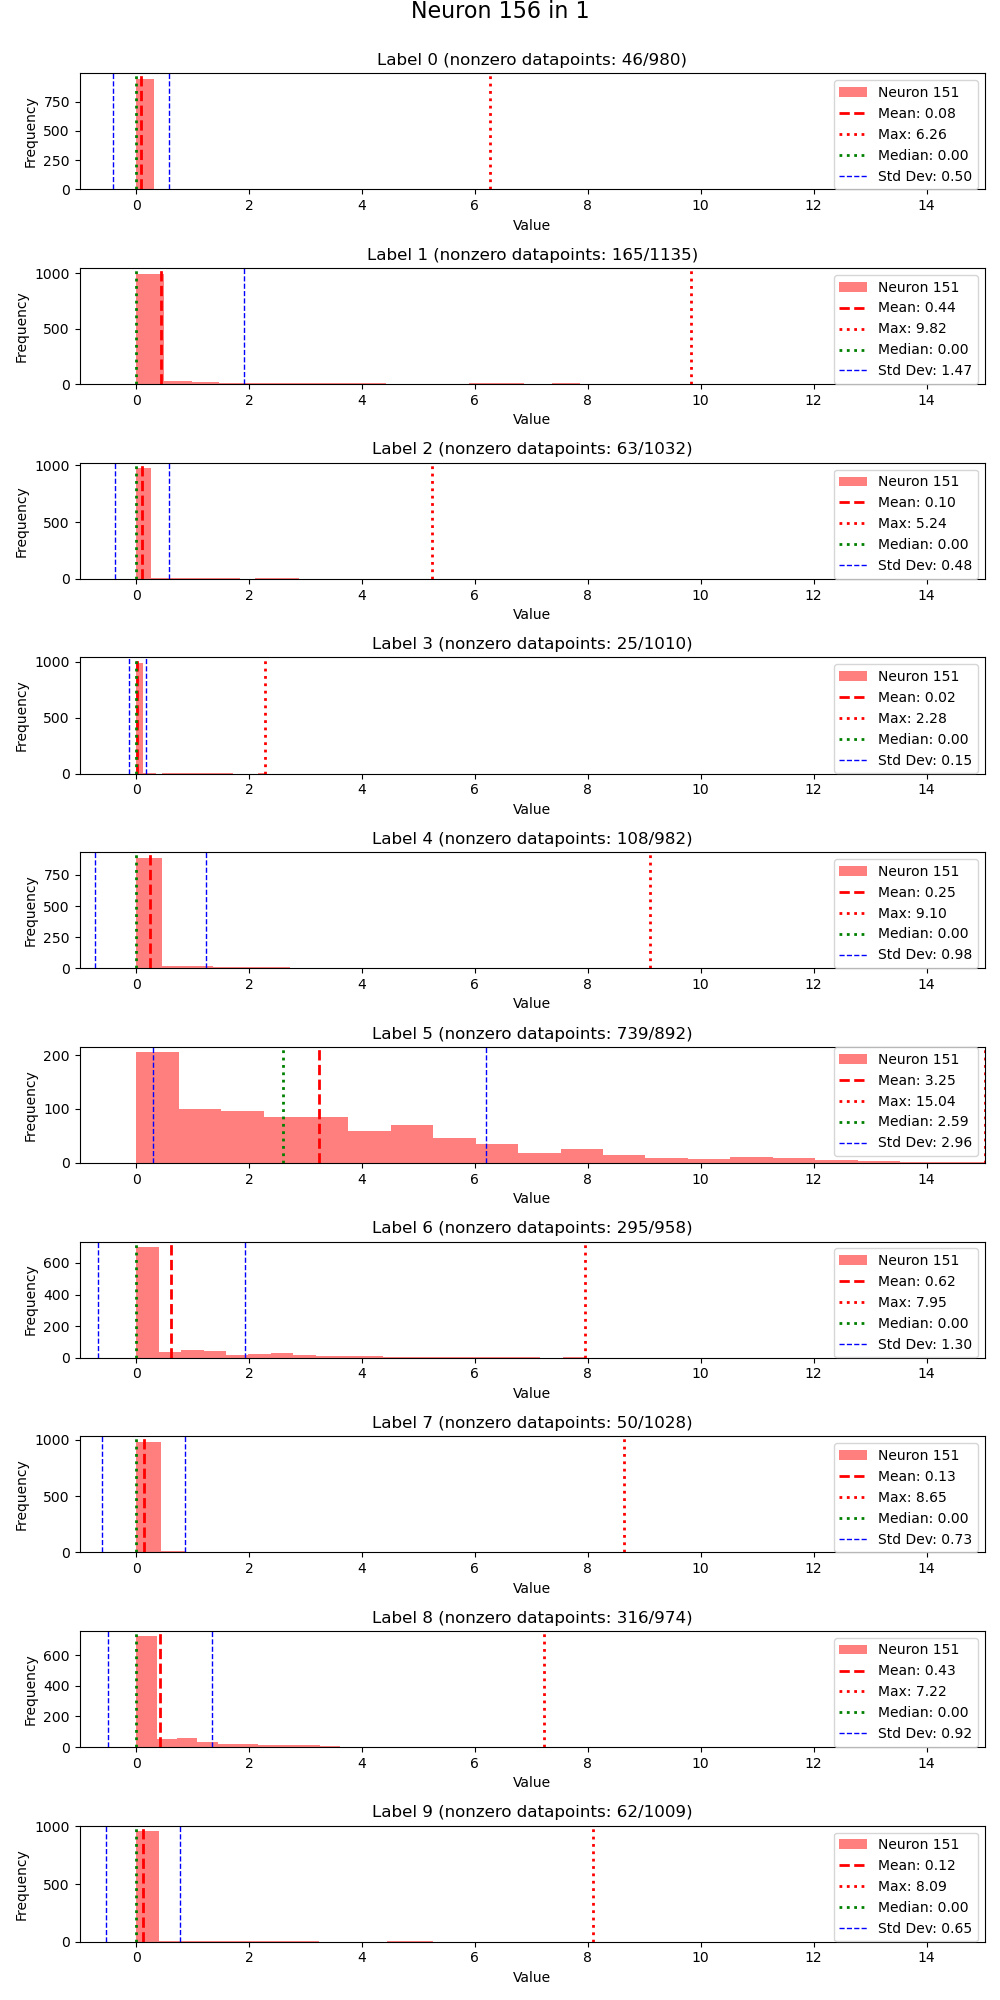 Neuron 156 in 1
Label 0 (nonzero datapoints: 46/980)
Frequency
750
500
250
0
Neuron 151
Mean: 0.08
Max: 6.26
Median: 0.00
Std Dev: 0.50
0 2 4 6 8 10 12 14
Value
Label 1 (nonzero datapoints: 165/1135)
Frequency
1000
500
0
Neuron 151
Mean: 0.44
Max: 9.82
Median: 0.00
Std Dev: 1.47
0 2 4 6 8 10 12 14
Value
Label 2 (nonzero datapoints: 63/1032)
Frequency
1000
500
0
Neuron 151
Mean: 0.10
Max: 5.24
Median: 0.00
Std Dev: 0.48
0 2 4 6 8 10 12 14
Value
Label 3 (nonzero datapoints: 25/1010)
Frequency
1000
500
0
Neuron 151
Mean: 0.02
Max: 2.28
Median: 0.00
Std Dev: 0.15
0 2 4 6 8 10 12 14
Value
Label 4 (nonzero datapoints: 108/982)
Frequency
750
500
250
0
Neuron 151
Mean: 0.25
Max: 9.10
Median: 0.00
Std Dev: 0.98
0 2 4 6 8 10 12 14
Value
Label 5 (nonzero datapoints: 739/892)
Frequency
200
100
0
Neuron 151
Mean: 3.25
Max: 15.04
Median: 2.59
Std Dev: 2.96
0 2 4 6 8 10 12 14
Value
Label 6 (nonzero datapoints: 295/958)
Frequency
600
400
200
0
Neuron 151
Mean: 0.62
Max: 7.95
Median: 0.00
Std Dev: 1.30
0 2 4 6 8 10 12 14
Value
Label 7 (nonzero datapoints: 50/1028)
Frequency
1000
500
0
Neuron 151
Mean: 0.13
Max: 8.65
Median: 0.00
Std Dev: 0.73
0 2 4 6 8 10 12 14
Value
Label 8 (nonzero datapoints: 316/974)
Frequency
600
400
200
0
Neuron 151
Mean: 0.43
Max: 7.22
Median: 0.00
Std Dev: 0.92
0 2 4 6 8 10 12 14
Value
Label 9 (nonzero datapoints: 62/1009)
Frequency
1000
500
0
Neuron 151
Mean: 0.12
Max: 8.09
Median: 0.00
Std Dev: 0.65
0 2 4 6 8 10 12 14
Value